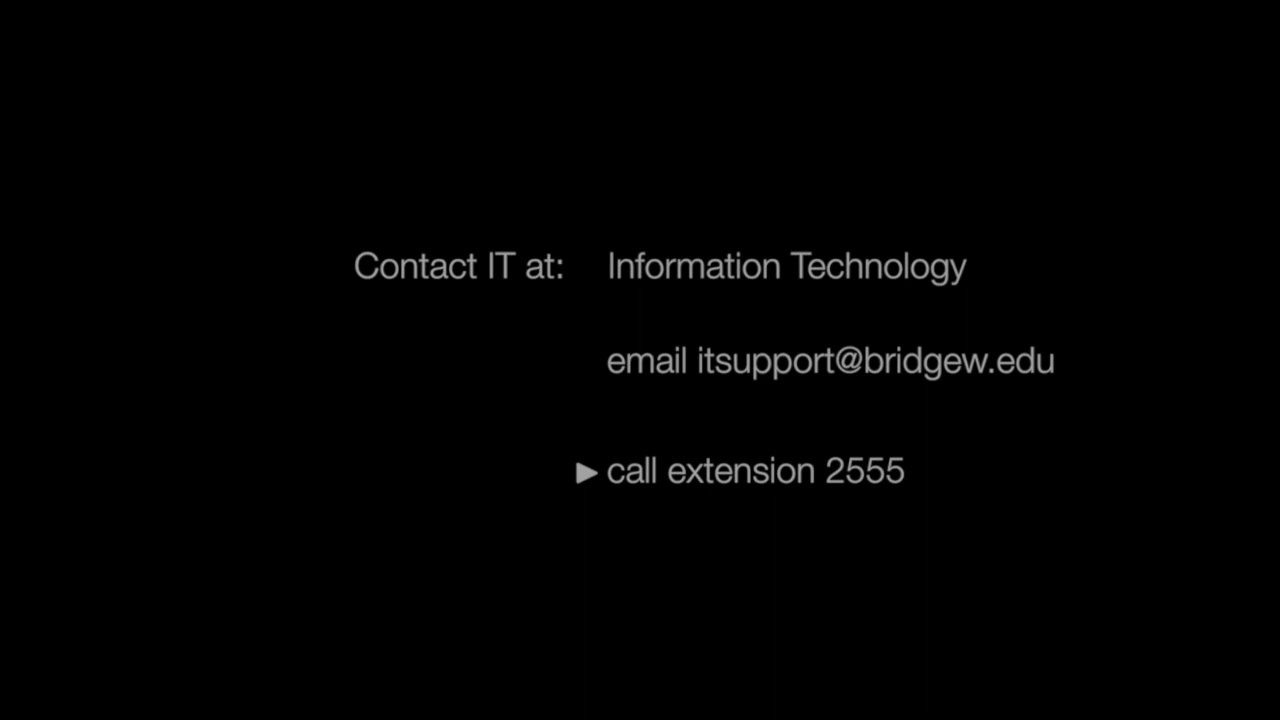 Contact IT at: Information Technology
email itsupport@bridgew.edu
▶ call extension 2555